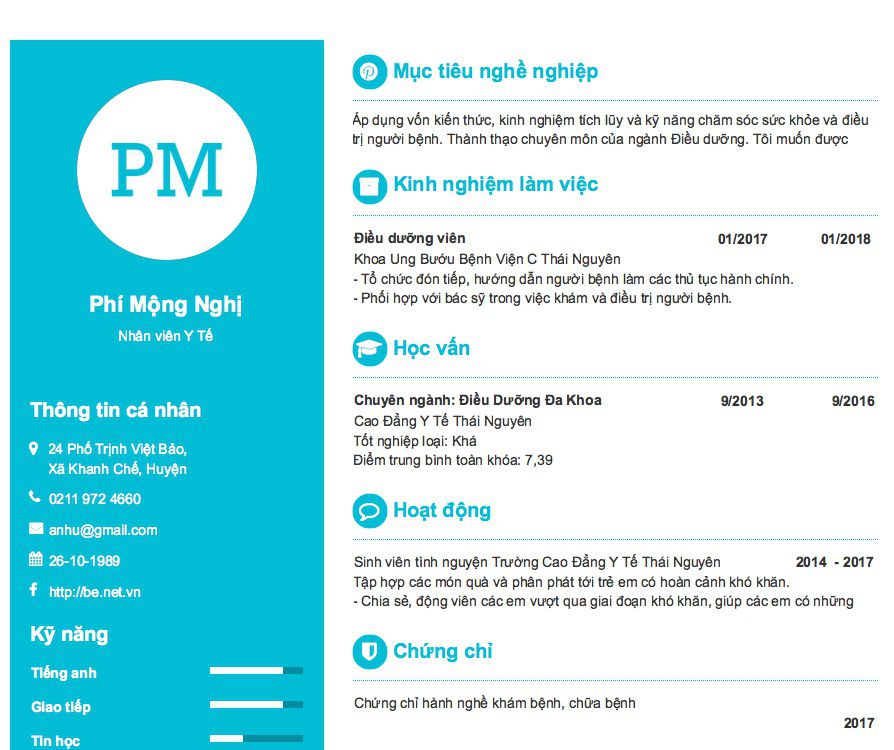 PM
Phí Mộng Nghị
Nhân viên Y Tế
Thông tin cá nhân
24 Phố Trịnh Việt Bảo,
Xã Khanh Chế, Huyện
0211 972 4660
anhu@gmail.com
26-10-1989
http://be.net.vn
Kỹ năng
Tiếng anh
Giao tiếp
Tin học
Mục tiêu nghề nghiệp
Áp dụng vốn kiến thức, kinh nghiệm tích lũy và kỹ năng chăm sóc sức khỏe và điều
trị người bệnh. Thành thạo chuyên môn của ngành Điều dưỡng. Tôi muốn được
Kinh nghiệm làm việc
Điều dưỡng viên 01/2017 01/2018
Khoa Ung Bướu Bệnh Viện C Thái Nguyên
- Tổ chức đón tiếp, hướng dẫn người bệnh làm các thủ tục hành chính.
- Phối hợp với bác sỹ trong việc khám và điều trị người bệnh.
Học vấn
Chuyên ngành: Điều Dưỡng Đa Khoa 9/2013 9/2016
Cao Đẳng Y Tế Thái Nguyên
Tốt nghiệp loại: Khá
Điểm trung bình toàn khóa: 7,39
Hoạt động
Sinh viên tình nguyện Trường Cao Đẳng Y Tế Thái Nguyên 2014 - 2017
Tập hợp các món quà và phân phát tới trẻ em có hoàn cảnh khó khăn.
- Chia sẻ, động viên các em vượt qua giai đoạn khó khăn, giúp các em có những
Chứng chỉ
Chứng chỉ hành nghề khám bệnh, chữa bệnh
2017